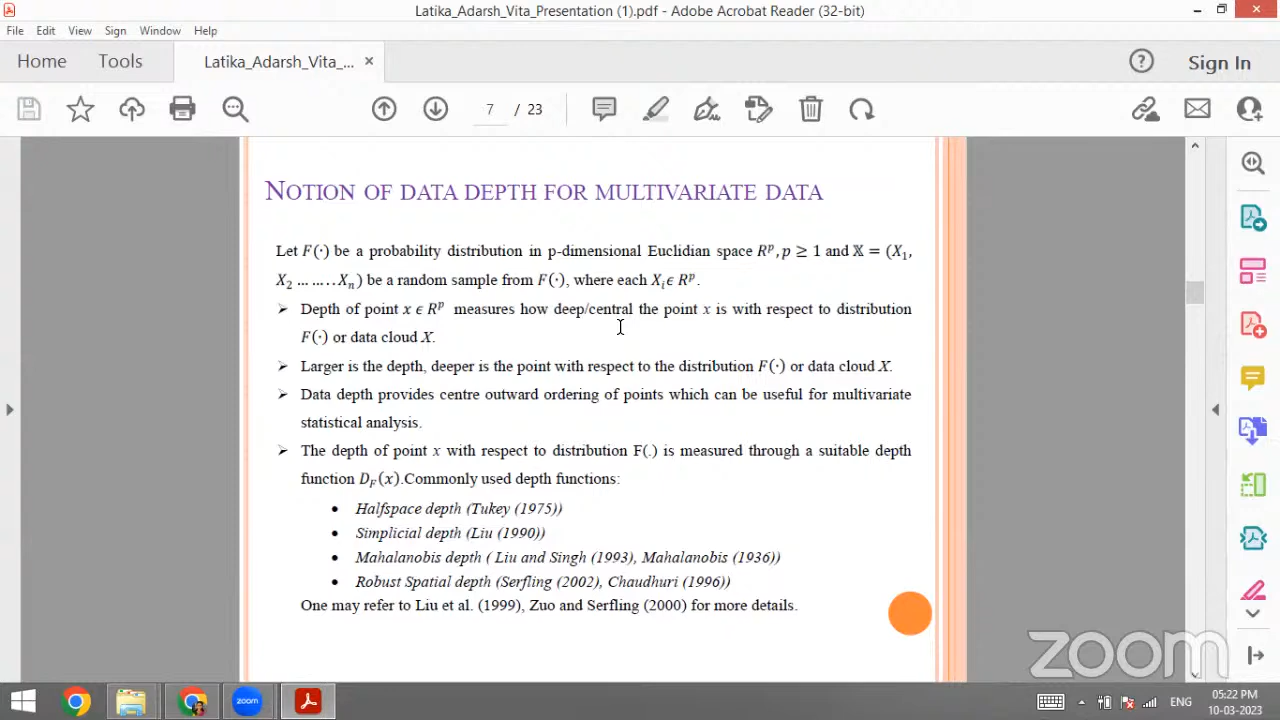 Latika_Adarsh_Vita_Presentation (1).pdf - Adobe Acrobat Reader (32-bit)
File Edit View Sign Window Help
Home Tools Latika_Adarsh_Vita_... × Sign In
7 / 23
NOTION OF DATA DEPTH FOR MULTIVARIATE DATA
Let F(·) be a probability distribution in p-dimensional Euclidian space Rᵖ, p ≥ 1 and 𝕏 = (X₁,
X₂ … … . . Xₙ) be a random sample from F(·), where each Xᵢϵ Rᵖ.
➢ Depth of point x ϵ Rᵖ measures how deep/central the point x is with respect to distribution
F(·) or data cloud X.
➢ Larger is the depth, deeper is the point with respect to the distribution F(·) or data cloud X.
➢ Data depth provides centre outward ordering of points which can be useful for multivariate
statistical analysis.
➢ The depth of point x with respect to distribution F(.) is measured through a suitable depth
function D_F(x).Commonly used depth functions:
• Halfspace depth (Tukey (1975))
• Simplicial depth (Liu (1990))
• Mahalanobis depth ( Liu and Singh (1993), Mahalanobis (1936))
• Robust Spatial depth (Serfling (2002), Chaudhuri (1996))
One may refer to Liu et al. (1999), Zuo and Serfling (2000) for more details.
zoom
zoom
ENG
05:22 PM
10-03-2023